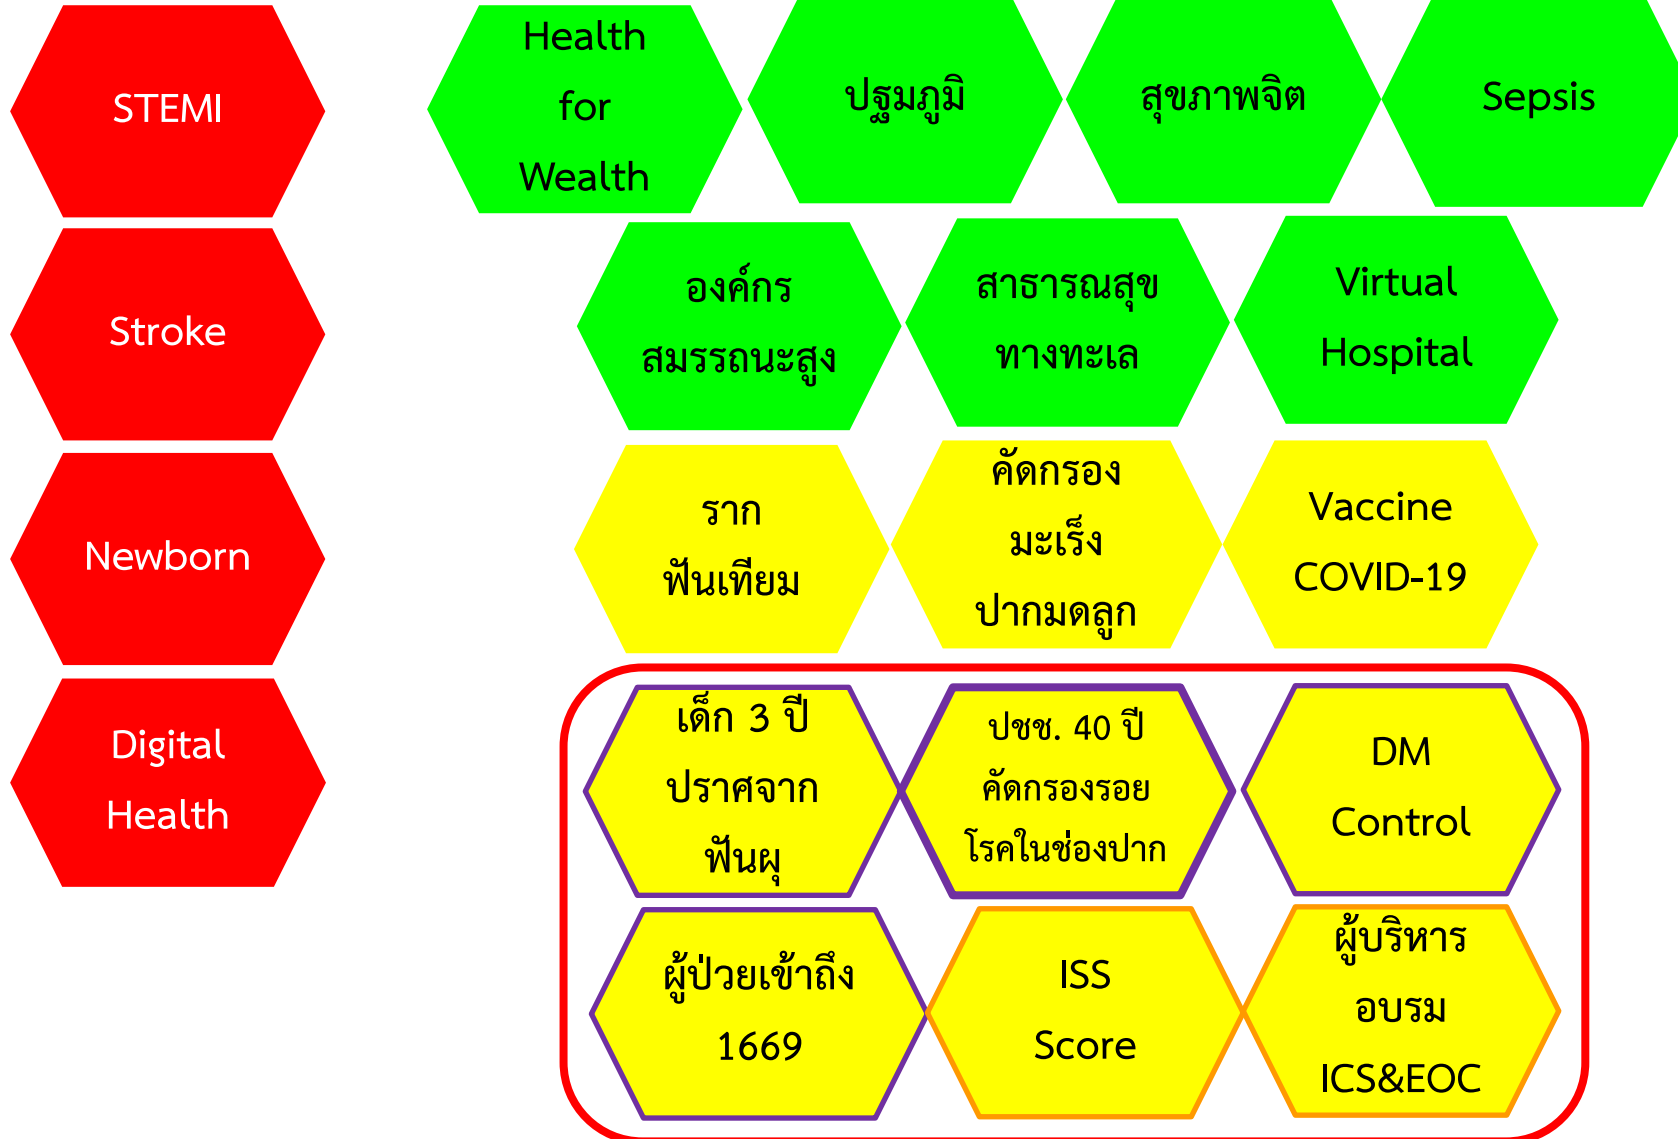 STEMI
Health
for
Wealth
ปฐมภูมิ
สุขภาพจิต
Sepsis
Stroke
องค์กร
สมรรถนะสูง
สาธารณสุข
ทางทะเล
Virtual
Hospital
Newborn
ราก
ฟันเทียม
คัดกรอง
มะเร็ง
ปากมดลูก
Vaccine
COVID-19
Digital
Health
เด็ก 3 ปี
ปราศจาก
ฟันผุ
ปชช. 40 ปี
คัดกรองรอย
โรคในช่องปาก
DM
Control
ผู้ป่วยเข้าถึง
1669
ISS
Score
ผู้บริหาร
อบรม
ICS&EOC